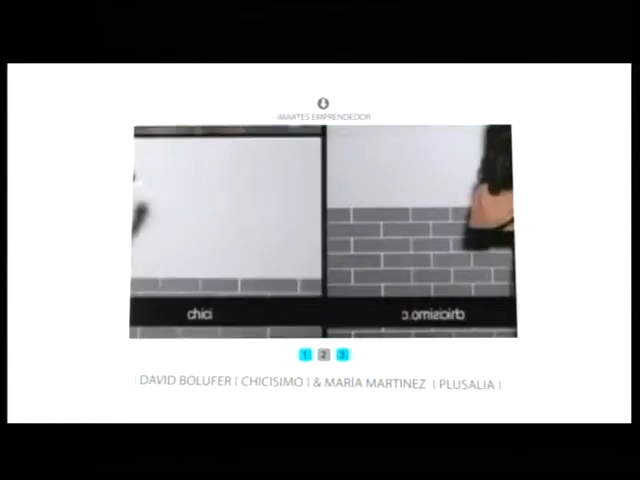 iMARTES EMPRENDEDOR
chici
chicisimo.c
1 2 3
DAVID BOLUFER ( CHICISIMO ) & MARÍA MARTINEZ ( PLUSALIA )